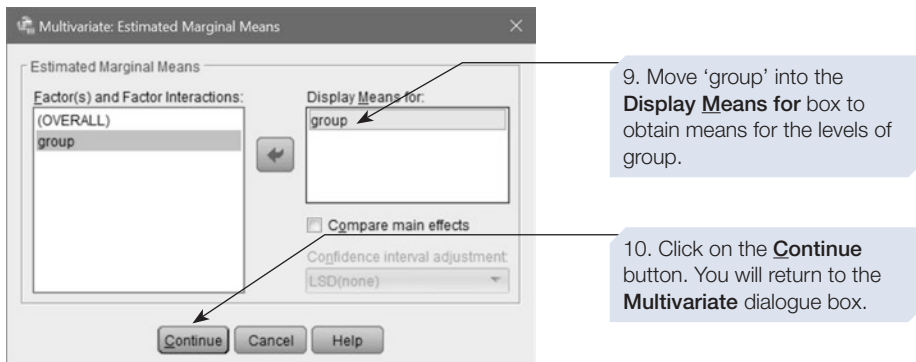 Multivariate: Estimated Marginal Means
Estimated Marginal Means
Factor(s) and Factor Interactions:
(OVERALL)
group
Display Means for:
group
Compare main effects
Confidence interval adjustment:
LSD(none)
Continue
Cancel
Help
9. Move ‘group’ into the
Display Means for box to
obtain means for the levels of
group.
10. Click on the Continue
button. You will return to the
Multivariate dialogue box.